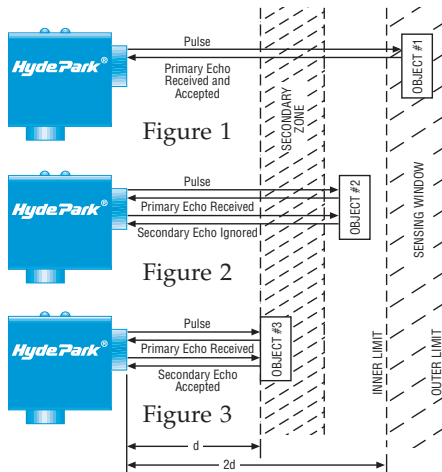 HydePark®
Pulse
Primary Echo
Received and
Accepted
OBJECT #1
Figure 1
SECONDARY
ZONE
SENSING WINDOW
HydePark®
Pulse
Primary Echo Received
Secondary Echo Ignored
OBJECT #2
Figure 2
HydePark®
Pulse
Primary Echo Received
Secondary Echo
Accepted
OBJECT #3
Figure 3
INNER LIMIT
OUTER LIMIT
d
2d